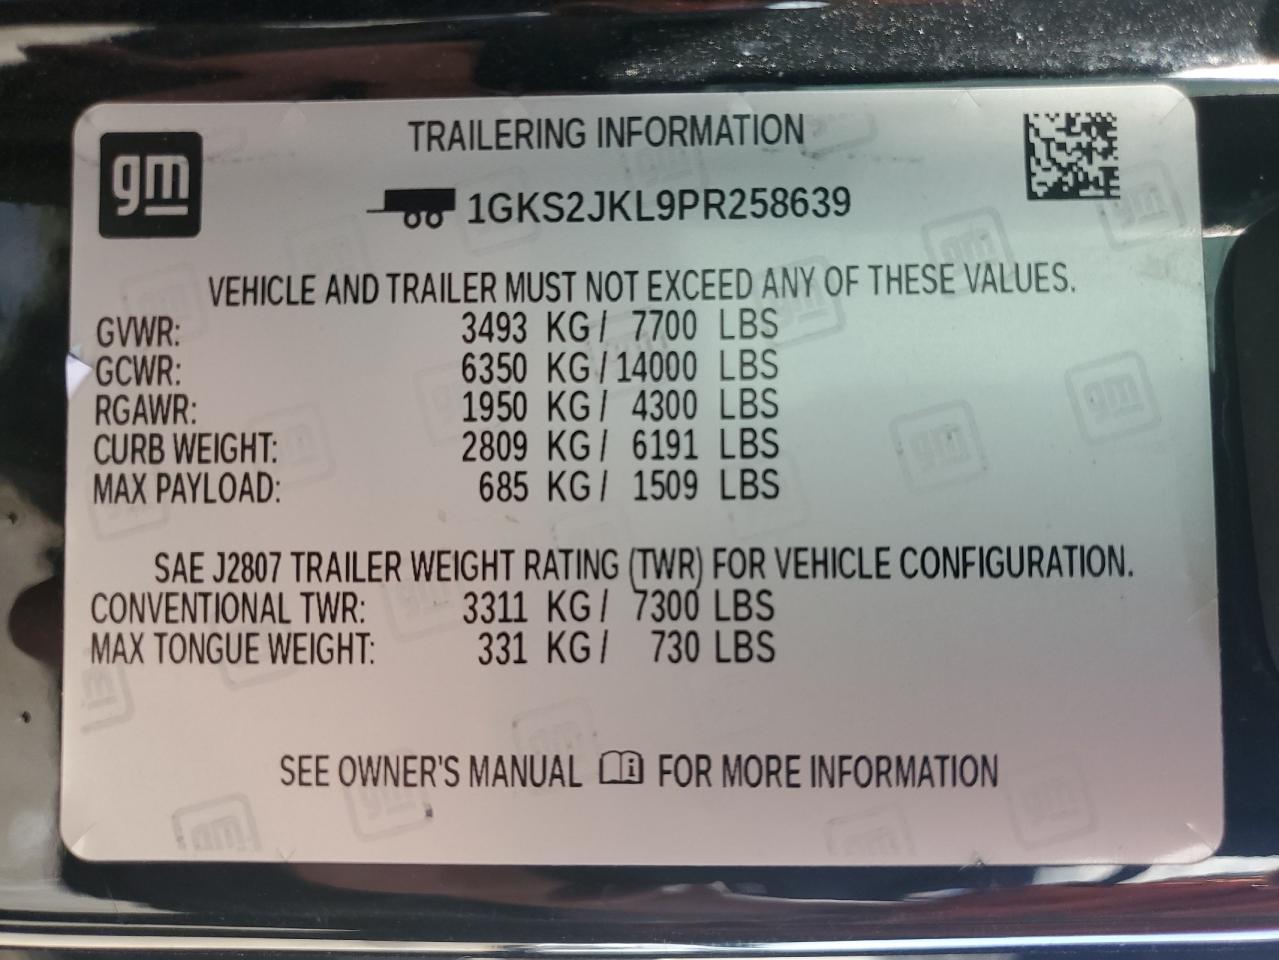 gm
TRAILERING INFORMATION
1GKS2JKL9PR258639
VEHICLE AND TRAILER MUST NOT EXCEED ANY OF THESE VALUES.
GVWR: 3493 KG / 7700 LBS
GCWR: 6350 KG / 14000 LBS
RGAWR: 1950 KG / 4300 LBS
CURB WEIGHT: 2809 KG / 6191 LBS
MAX PAYLOAD: 685 KG / 1509 LBS
SAE J2807 TRAILER WEIGHT RATING (TWR) FOR VEHICLE CONFIGURATION.
CONVENTIONAL TWR: 3311 KG / 7300 LBS
MAX TONGUE WEIGHT: 331 KG / 730 LBS
SEE OWNER'S MANUAL FOR MORE INFORMATION